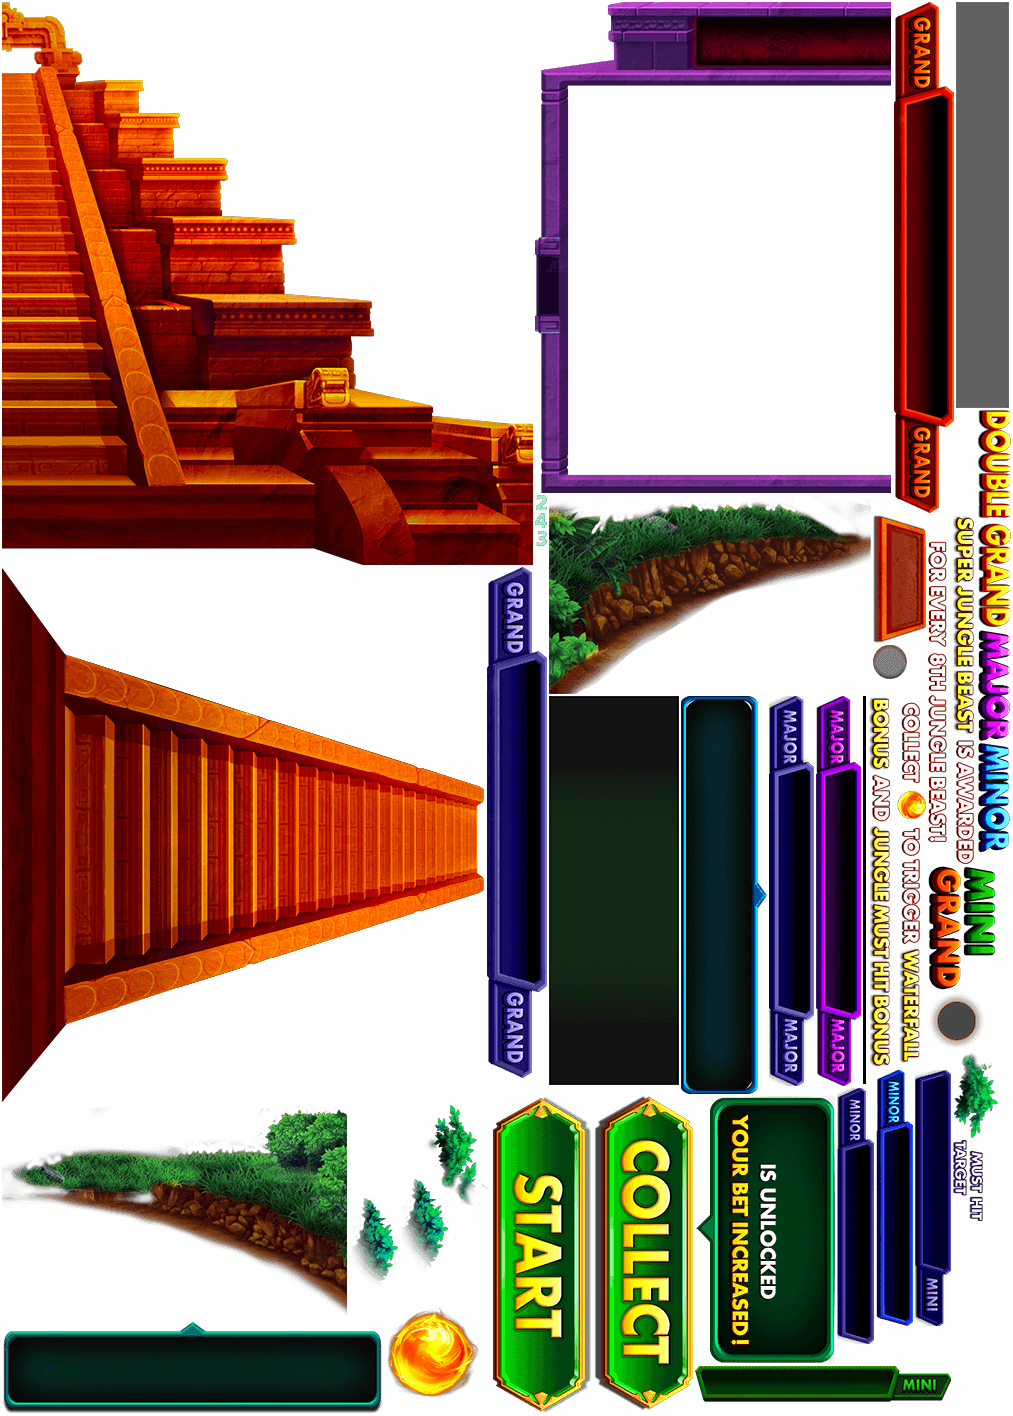 GRAND
GRAND
DOUBLE GRAND MAJOR MINOR
SUPER JUNGLE BEAST IS AWARDED
FOR EVERY 8TH JUNGLE BEAST!
243
GRAND
GRAND
MINI
GRAND
COLLECT TO TRIGGER WATERFALL
BONUS AND JUNGLE MUST HIT BONUS
MAJOR
MAJOR
MAJOR
MAJOR
MINOR
MINOR
MINI
MUST HIT
TARGET
START
COLLECT
IS UNLOCKED
YOUR BET INCREASED!
MINI